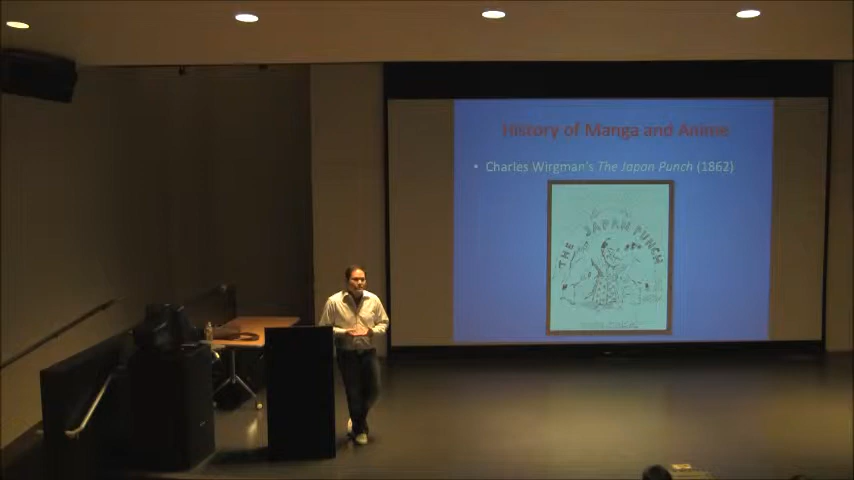 History of Manga and Anime
• Charles Wirgman's The Japan Punch (1862)
THE JAPAN PUNCH